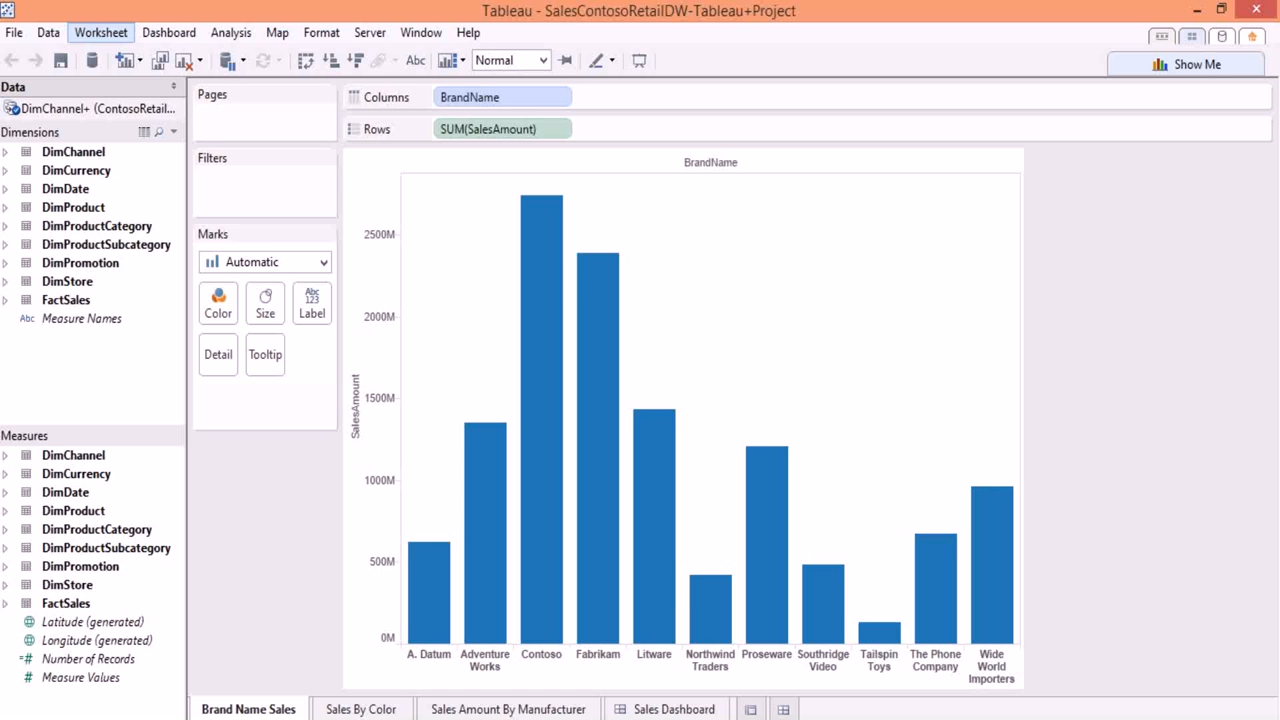 Tableau - SalesContosoRetailDW-Tableau+Project
File Data Worksheet Dashboard Analysis Map Format Server Window Help
Abc Normal
Show Me
Data
DimChannel+ (ContosoRetail...
Dimensions
DimChannel
DimCurrency
DimDate
DimProduct
DimProductCategory
DimProductSubcategory
DimPromotion
DimStore
FactSales
Abc Measure Names
Measures
DimChannel
DimCurrency
DimDate
DimProduct
DimProductCategory
DimProductSubcategory
DimPromotion
DimStore
FactSales
Latitude (generated)
Longitude (generated)
=# Number of Records
# Measure Values
Pages
Filters
Marks
Automatic
Color Size Abc 123 Label
Detail Tooltip
Columns BrandName
Rows SUM(SalesAmount)
BrandName
SalesAmount
2500M
2000M
1500M
1000M
500M
0M
A. Datum
Adventure Works
Contoso
Fabrikam
Litware
Northwind Traders
Proseware
Southridge Video
Tailspin Toys
The Phone Company
Wide World Importers
Brand Name Sales Sales By Color Sales Amount By Manufacturer Sales Dashboard